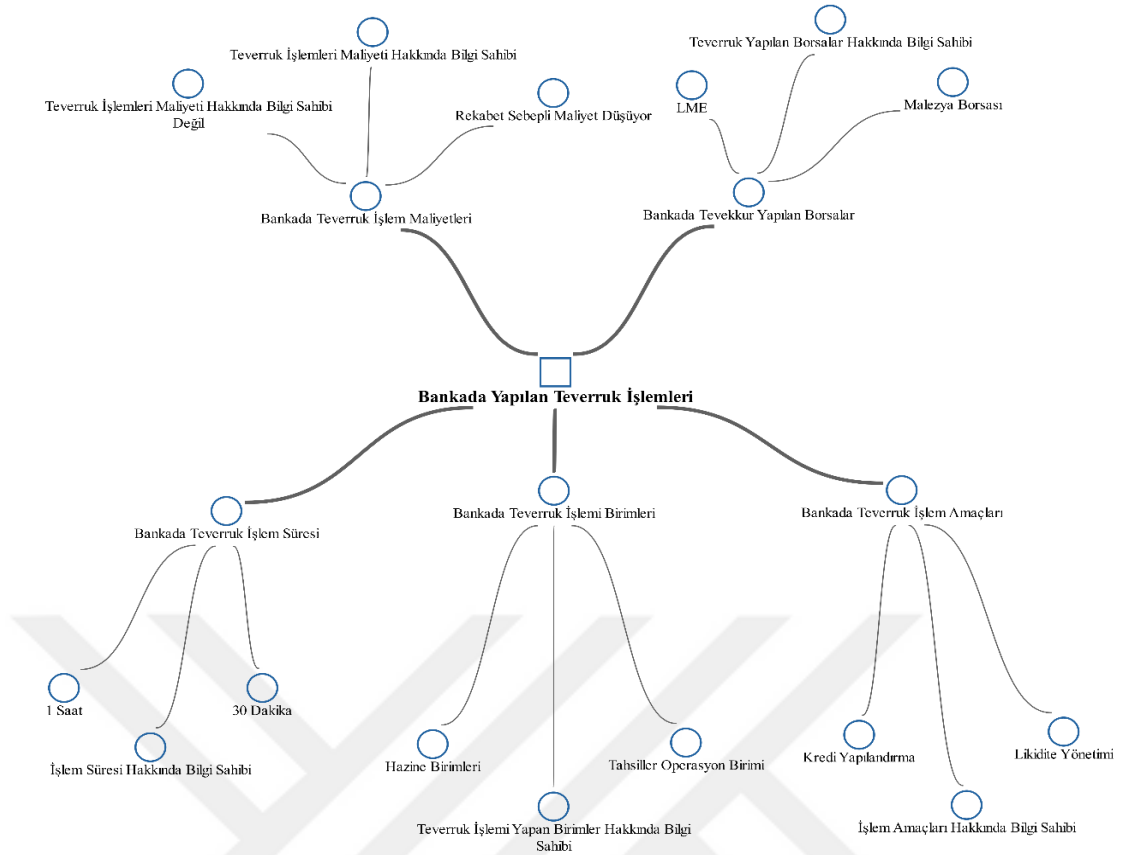 Teverruk İşlemleri Maliyeti Hakkında Bilgi Sahibi
Teverruk Yapılan Borsalar Hakkında Bilgi Sahibi
Teverruk İşlemleri Maliyeti Hakkında Bilgi Sahibi
Değil
Rekabet Sebepli Maliyet Düşüyor
LME
Malezya Borsası
Bankada Teverruk İşlem Maliyetleri
Bankada Tevekkur Yapılan Borsalar
Bankada Yapılan Teverruk İşlemleri
Bankada Teverruk İşlem Süresi
Bankada Teverruk İşlemi Birimleri
Bankada Teverruk İşlem Amaçları
1 Saat
30 Dakika
İşlem Süresi Hakkında Bilgi Sahibi
Hazine Birimleri
Tahsiller Operasyon Birimi
Kredi Yapılandırma
Likidite Yönetimi
Teverruk İşlemi Yapan Birimler Hakkında Bilgi
Sahibi
İşlem Amaçları Hakkında Bilgi Sahibi